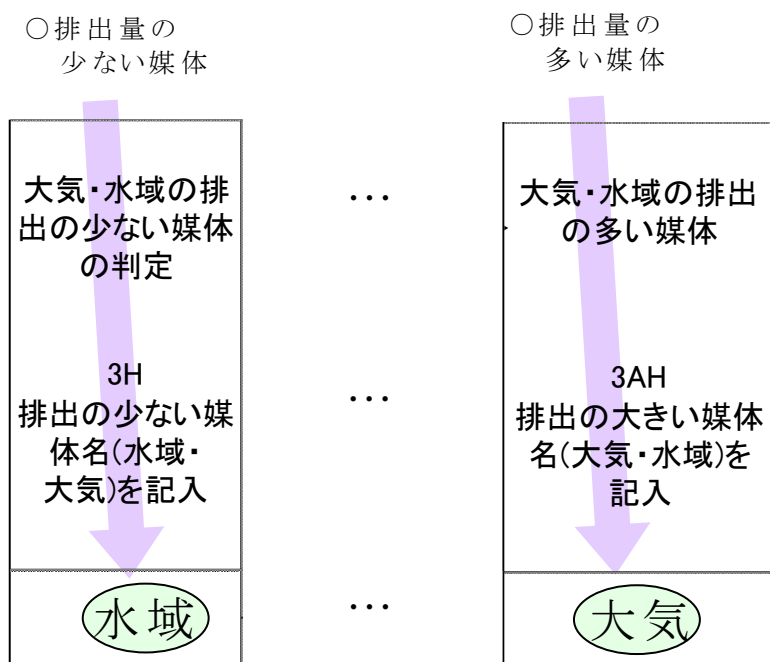 ○排出量の
少ない媒体
○排出量の
多い媒体
大気・水域の排
出の少ない媒体
の判定
…
大気・水域の排出
の多い媒体
3H
排出の少ない媒
体名(水域・
大気)を記入
…
3AH
排出の大きい媒体
名(大気・水域)を
記入
水域
…
大気